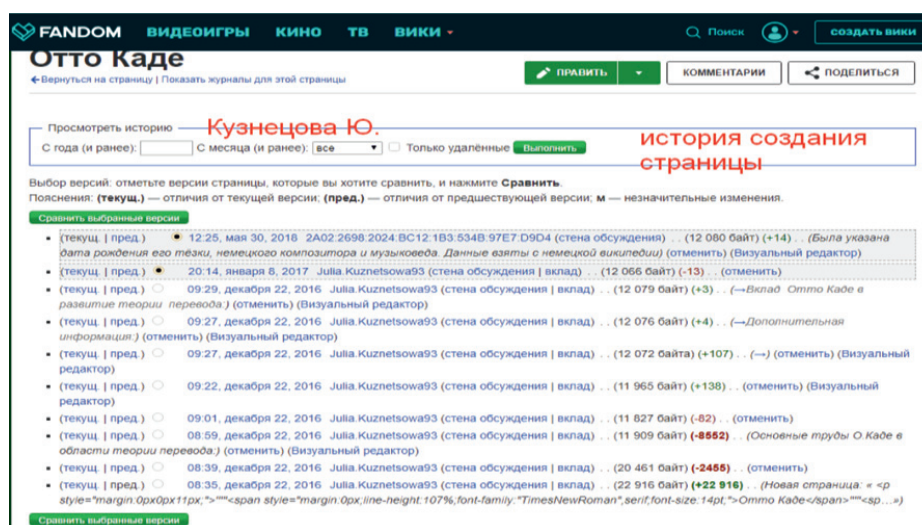 FANDOM ВИДЕОИГРЫ КИНО ТВ ВИКИ Поиск СОЗДАТЬ ВИКИ
Отто Каде
Вернуться на страницу | Показать журналы для этой страницы ПРАВИТЬ КОММЕНТАРИИ ПОДЕЛИТЬСЯ
Просмотреть историю Кузнецова Ю.
С года (и ранее): С месяца (и ранее): все Только удалённые Выполнить
история создания
страницы
Выбор версий: отметьте версии страницы, которые вы хотите сравнить, и нажмите Сравнить.
Пояснения: (текущ.) — отличия от текущей версии; (пред.) — отличия от предшествующей версии; м — незначительные изменения.
Сравнить выбранные версии
(текущ. | пред.) 12:25, мая 30, 2018 2A02:2698:2024:BC12:1B3:534B:97E7:D9D4 (стена обсуждения) . . (12 080 байт) (+14) . . (Была указана
дата рождения его тёзки, немецкого композитора и музыковеда. Данные взяты с немецкой википедии) (отменить) (Визуальный редактор)
(текущ. | пред.) 20:14, января 8, 2017 Julia.Kuznetsowa93 (стена обсуждения | вклад) . . (12 066 байт) (-13) . . (отменить)
(текущ. | пред.) 09:29, декабря 22, 2016 Julia.Kuznetsowa93 (стена обсуждения | вклад) . . (12 079 байт) (+3) . . (→Вклад Отто Каде в
развитие теории перевода:) (отменить) (Визуальный редактор)
(текущ. | пред.) 09:27, декабря 22, 2016 Julia.Kuznetsowa93 (стена обсуждения | вклад) . . (12 076 байт) (+4) . . (→Дополнительная
информация:) (отменить) (Визуальный редактор)
(текущ. | пред.) 09:27, декабря 22, 2016 Julia.Kuznetsowa93 (стена обсуждения | вклад) . . (12 072 байта) (+107) . . (→) (отменить) (Визуальный
редактор)
(текущ. | пред.) 09:22, декабря 22, 2016 Julia.Kuznetsowa93 (стена обсуждения | вклад) . . (11 965 байт) (+138) . . (отменить) (Визуальный
редактор)
(текущ. | пред.) 09:01, декабря 22, 2016 Julia.Kuznetsowa93 (стена обсуждения | вклад) . . (11 827 байт) (-82) . . (отменить)
(текущ. | пред.) 08:59, декабря 22, 2016 Julia.Kuznetsowa93 (стена обсуждения | вклад) . . (11 909 байт) (-8552) . . (Основные труды О.Каде в
области теории перевода:) (отменить) (Визуальный редактор)
(текущ. | пред.) 08:39, декабря 22, 2016 Julia.Kuznetsowa93 (стена обсуждения | вклад) . . (20 461 байт) (-2455) . . (отменить)
(текущ. | пред.) 08:35, декабря 22, 2016 Julia.Kuznetsowa93 (стена обсуждения | вклад) . . (22 916 байт) (+22 916) . . (Новая страница: « <p
style="margin:0px0px11px;">"""<span style="margin:0px;line-height:107%;font-family:"TimesNewRoman",serif;font-size:14pt;">Отто Каде</span>"""<sp…»)
Сравнить выбранные версии